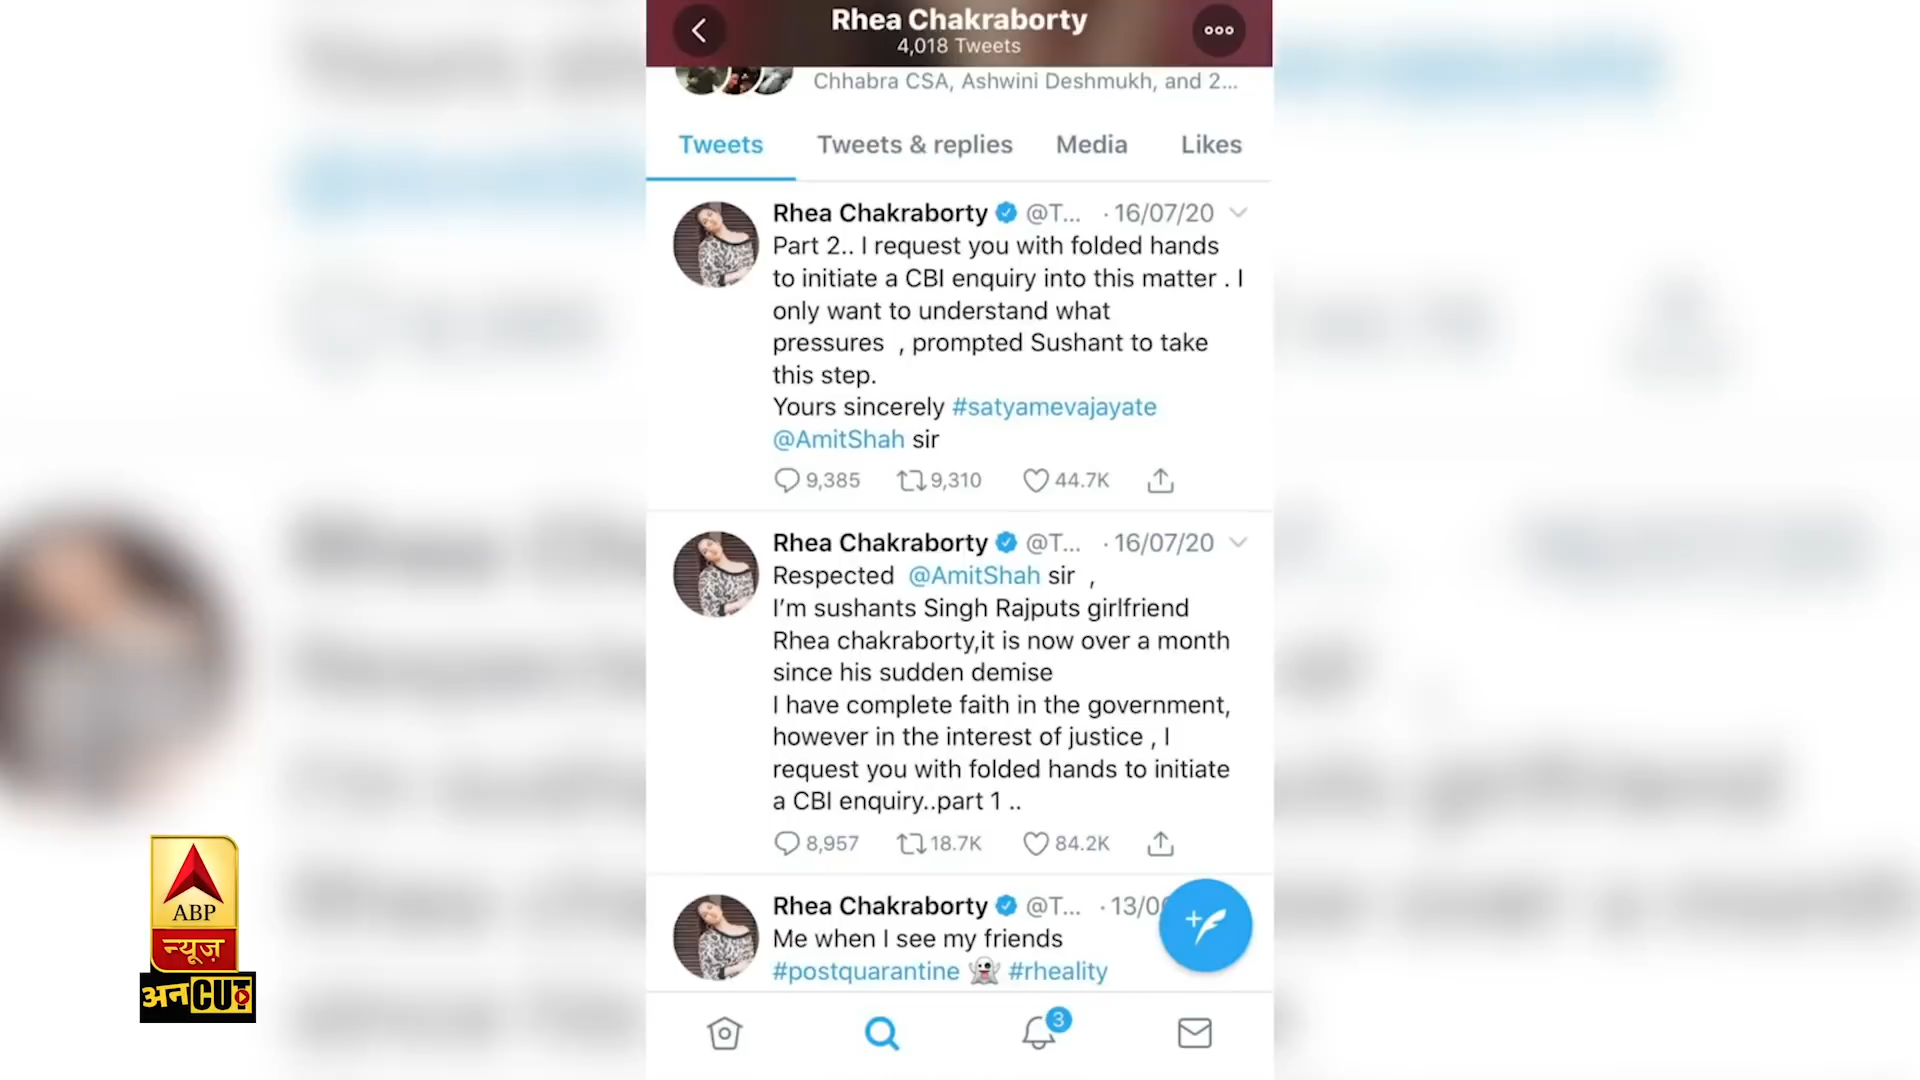 Rhea Chakraborty
4,018 Tweets
Chhabra CSA, Ashwini Deshmukh, and 2...
Tweets Tweets & replies Media Likes
Rhea Chakraborty @T... · 16/07/20
Part 2.. I request you with folded hands
to initiate a CBI enquiry into this matter . I
only want to understand what
pressures , prompted Sushant to take
this step.
Yours sincerely #satyamevajayate
@AmitShah sir
9,385 9,310 44.7K
Rhea Chakraborty @T... · 16/07/20
Respected @AmitShah sir ,
I’m sushants Singh Rajputs girlfriend
Rhea chakraborty,it is now over a month
since his sudden demise
I have complete faith in the government,
however in the interest of justice , I
request you with folded hands to initiate
a CBI enquiry..part 1 ..
8,957 18.7K 84.2K
Rhea Chakraborty @T... · 13/0
Me when I see my friends
#postquarantine 👻 #rheality
3
ABP
न्यूज़
अनCUT